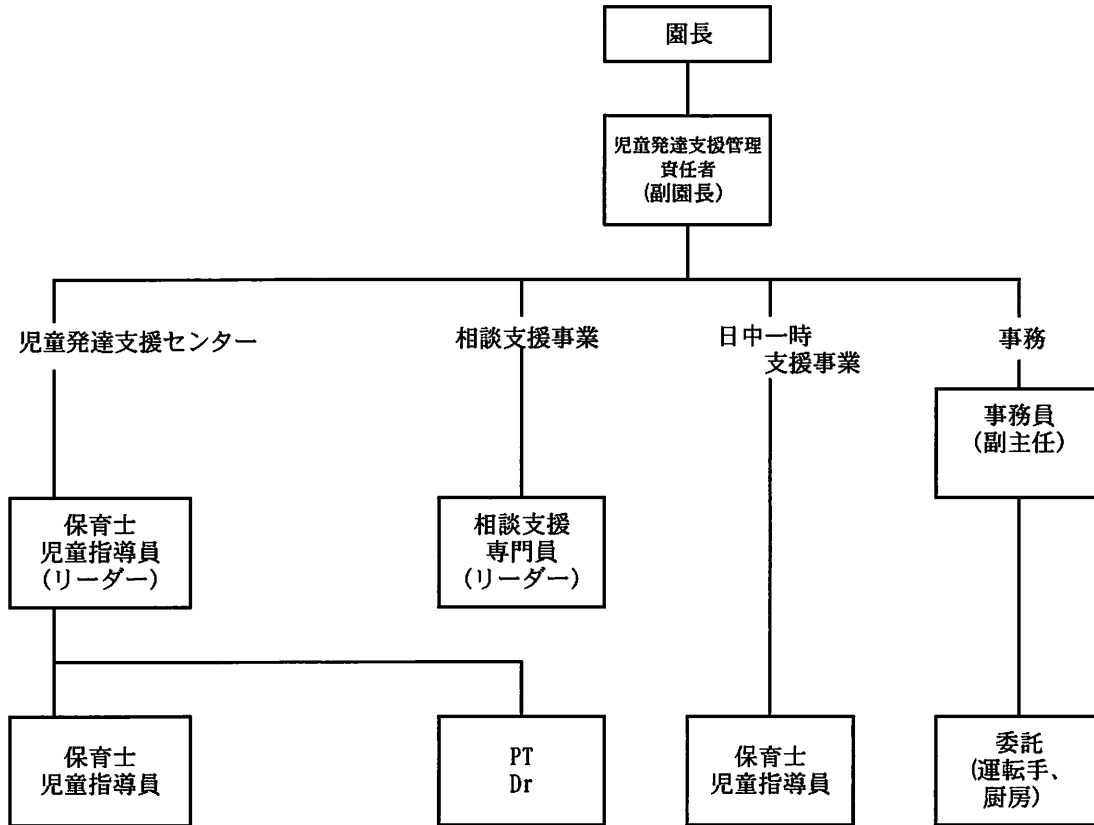 園長
児童発達支援管理
責任者
(副園長)
児童発達支援センター
相談支援事業
日中一時
支援事業
事務
事務員
(副主任)
保育士
児童指導員
(リーダー)
相談支援
専門員
(リーダー)
保育士
児童指導員
PT
Dr
保育士
児童指導員
委託
(運転手、
厨房)